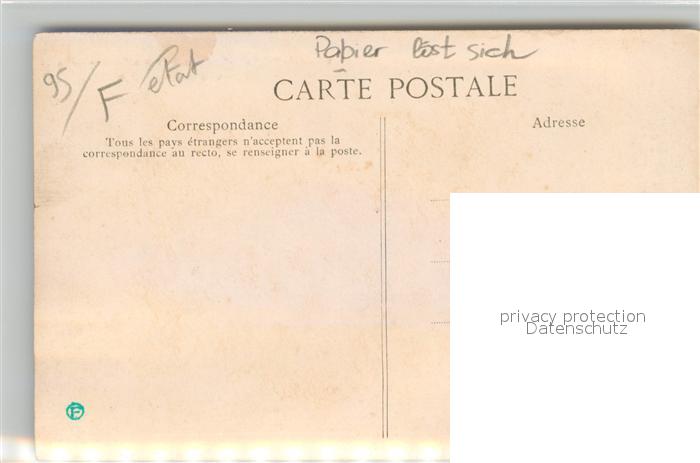 Papier löst sich
95/F etat
CARTE POSTALE
Correspondance
Tous les pays étrangers n'acceptent pas la
correspondance au recto, se renseigner à la poste.
Adresse
privacy protection
Datenschutz
F